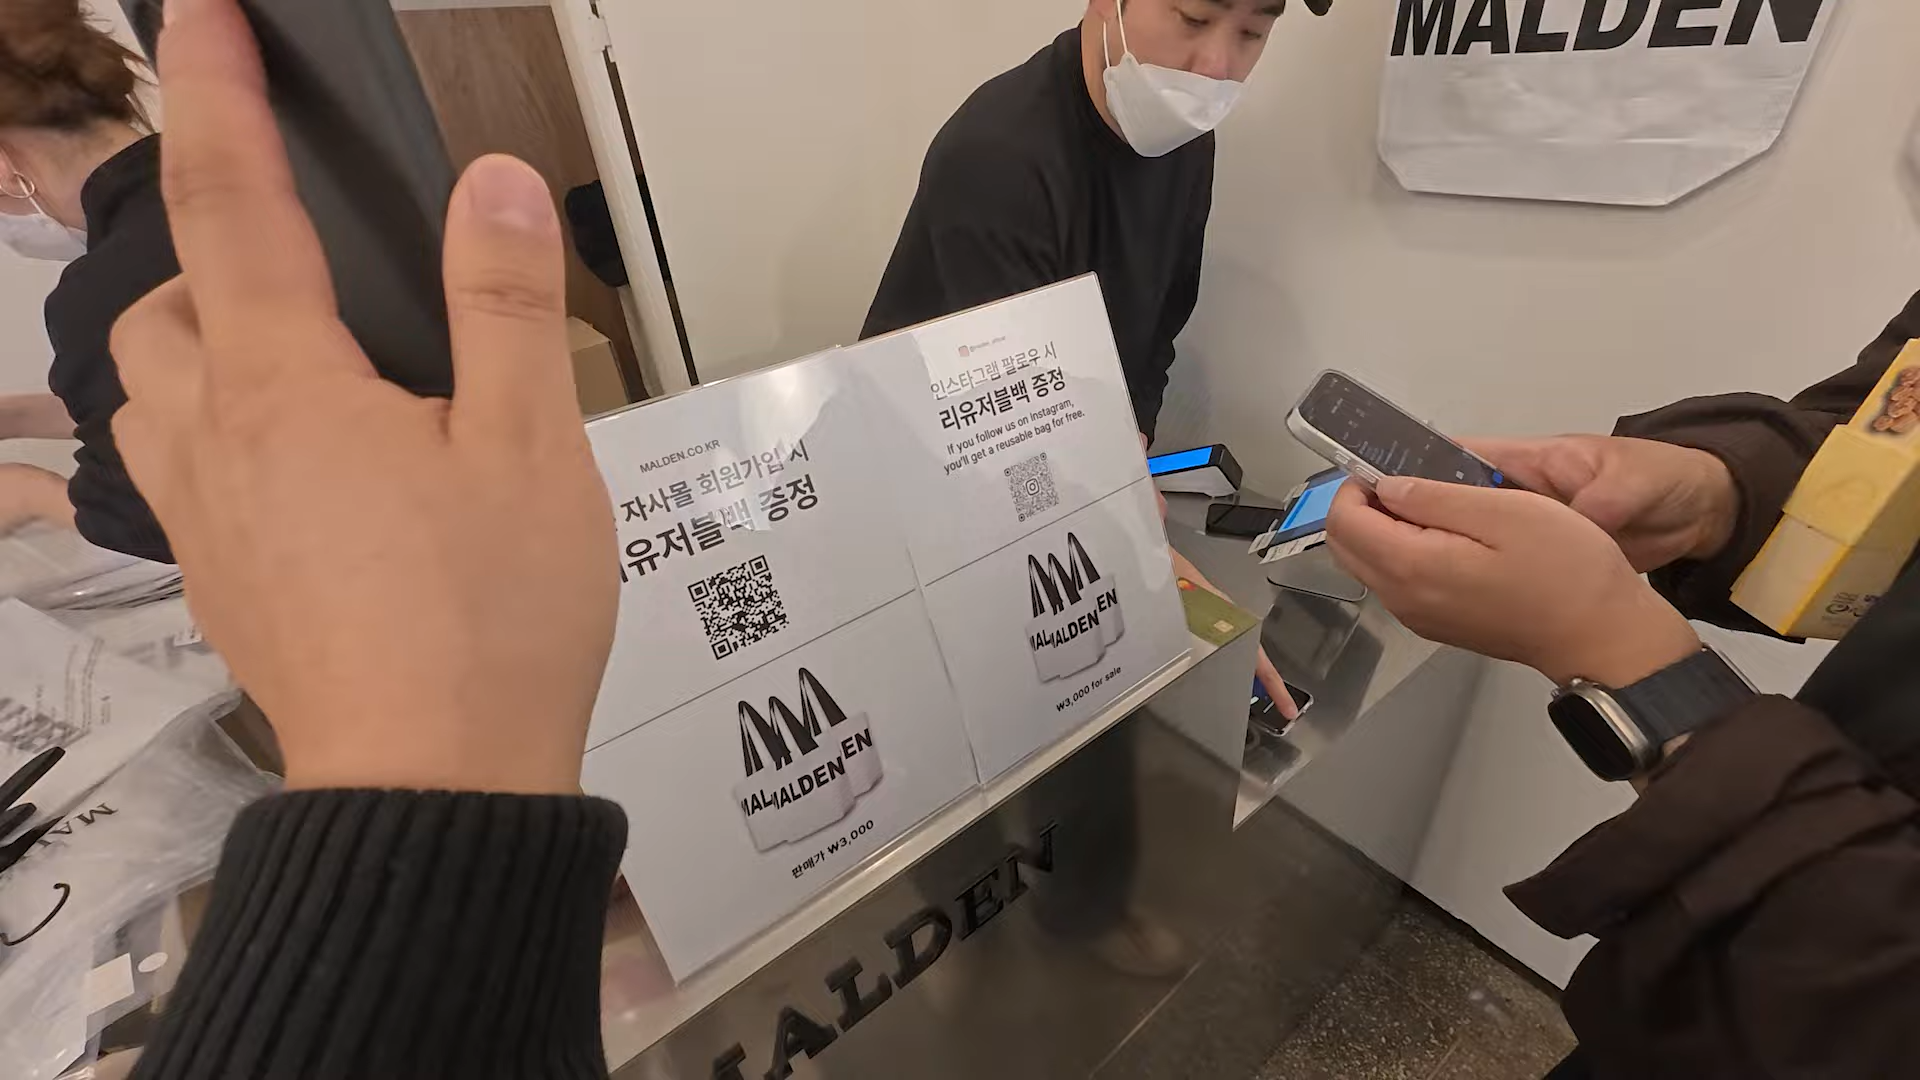 MALDEN
MALDEN.CO.KR
자사몰 회원가입 시
유저블백 증정
MALDEN
EN
판매가 ₩3,000
인스타그램 팔로우 시
리유저블백 증정
If you follow us on instagram,
you'll get a reusable bag for free.
MALDEN
EN
₩3,000 for sale
MALDEN